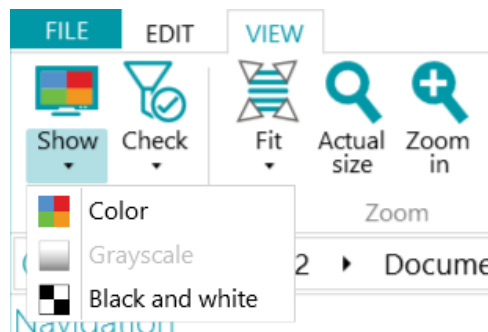 FILE EDIT VIEW
Show Check Fit Actual size Zoom in
Color
Zoom
Grayscale
2 Docume
Black and white
Navigation